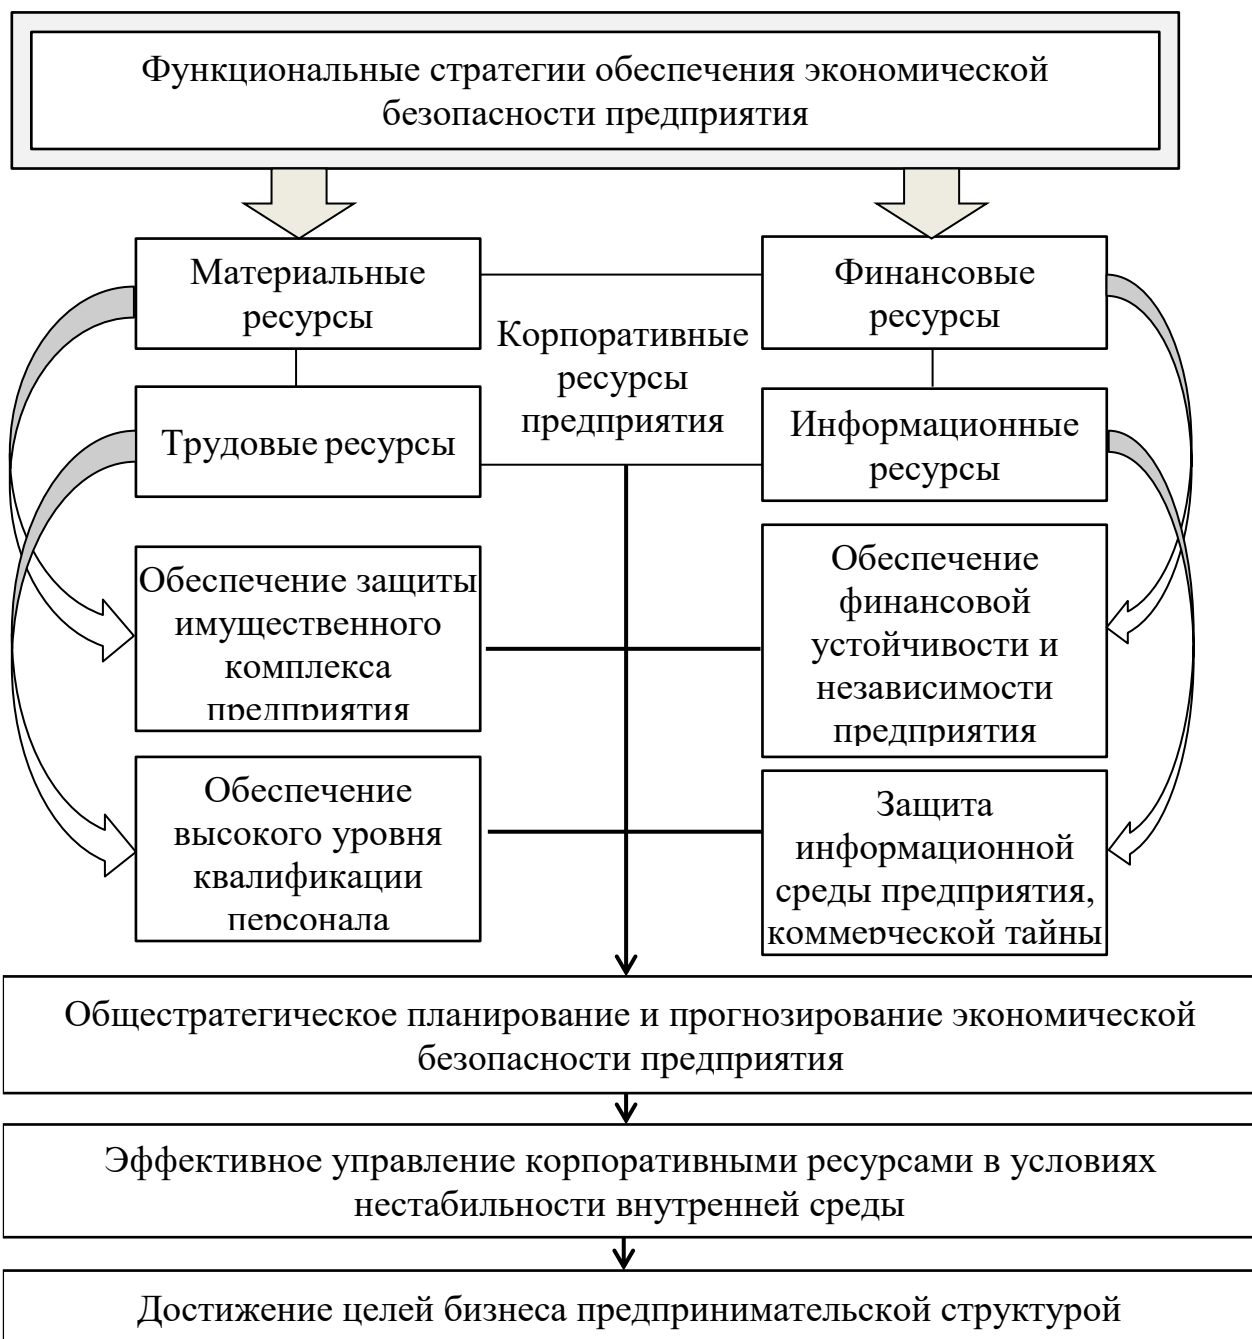 Функциональные стратегии обеспечения экономической
безопасности предприятия
Материальные
ресурсы
Финансовые
ресурсы
Корпоративные
ресурсы
предприятия
Трудовые ресурсы
Информационные
ресурсы
Обеспечение защиты
имущественного
комплекса
предприятия
Обеспечение
финансовой
устойчивости и
независимости
предприятия
Обеспечение
высокого уровня
квалификации
персонала
Защита
информационной
среды предприятия,
коммерческой тайны
Общестратегическое планирование и прогнозирование экономической
безопасности предприятия
Эффективное управление корпоративными ресурсами в условиях
нестабильности внутренней среды
Достижение целей бизнеса предпринимательской структурой